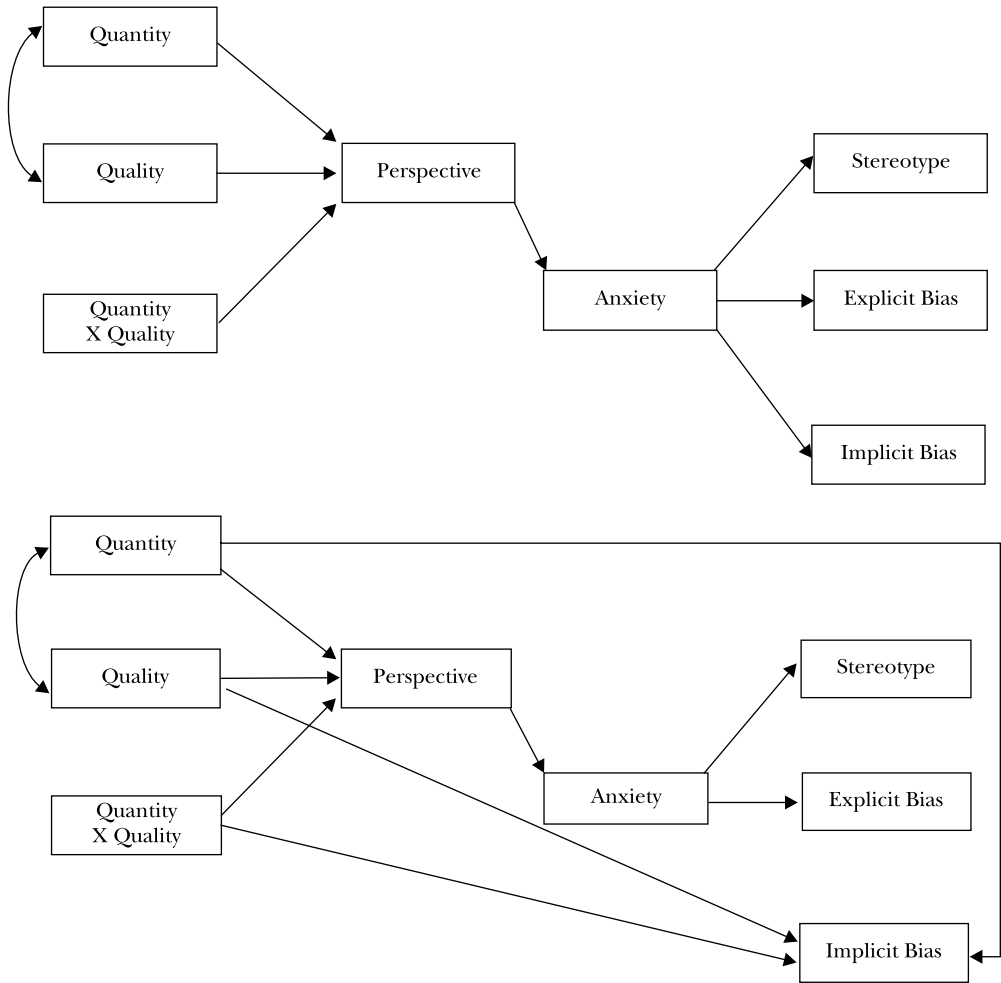 Quantity
Quality
Perspective
Stereotype
Quantity
X Quality
Anxiety
Explicit Bias
Implicit Bias
Quantity
Quality
Perspective
Stereotype
Quantity
X Quality
Anxiety
Explicit Bias
Implicit Bias